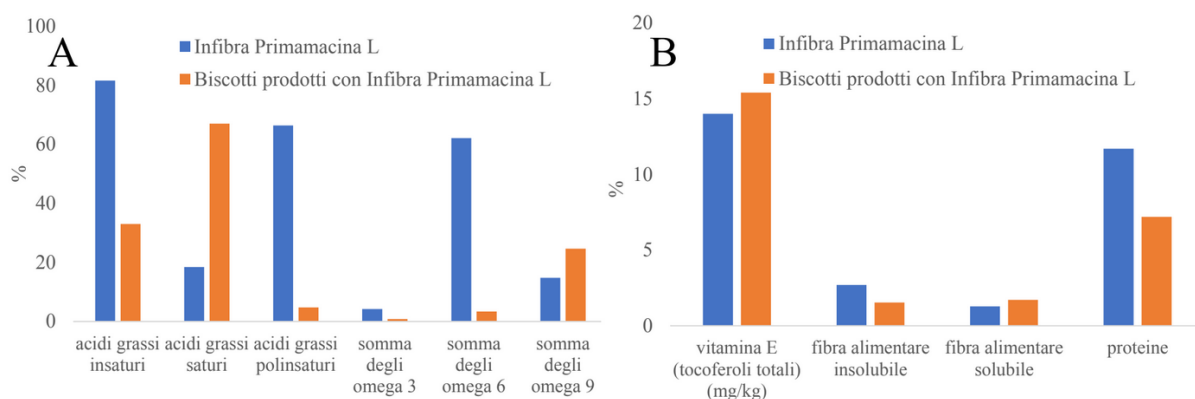 A
100
80
60
40
20
0
%
Infibra Primamacina L
Biscotti prodotti con Infibra Primamacina L
acidi grassi
insaturi
acidi grassi
saturi
acidi grassi
polinsaturi
somma
degli
omega 3
somma
degli
omega 6
somma
degli
omega 9
B
20
15
10
5
0
%
Infibra Primamacina L
Biscotti prodotti con Infibra Primamacina L
vitamina E
(tocoferoli totali)
(mg/kg)
fibra alimentare
insolubile
fibra alimentare
solubile
proteine